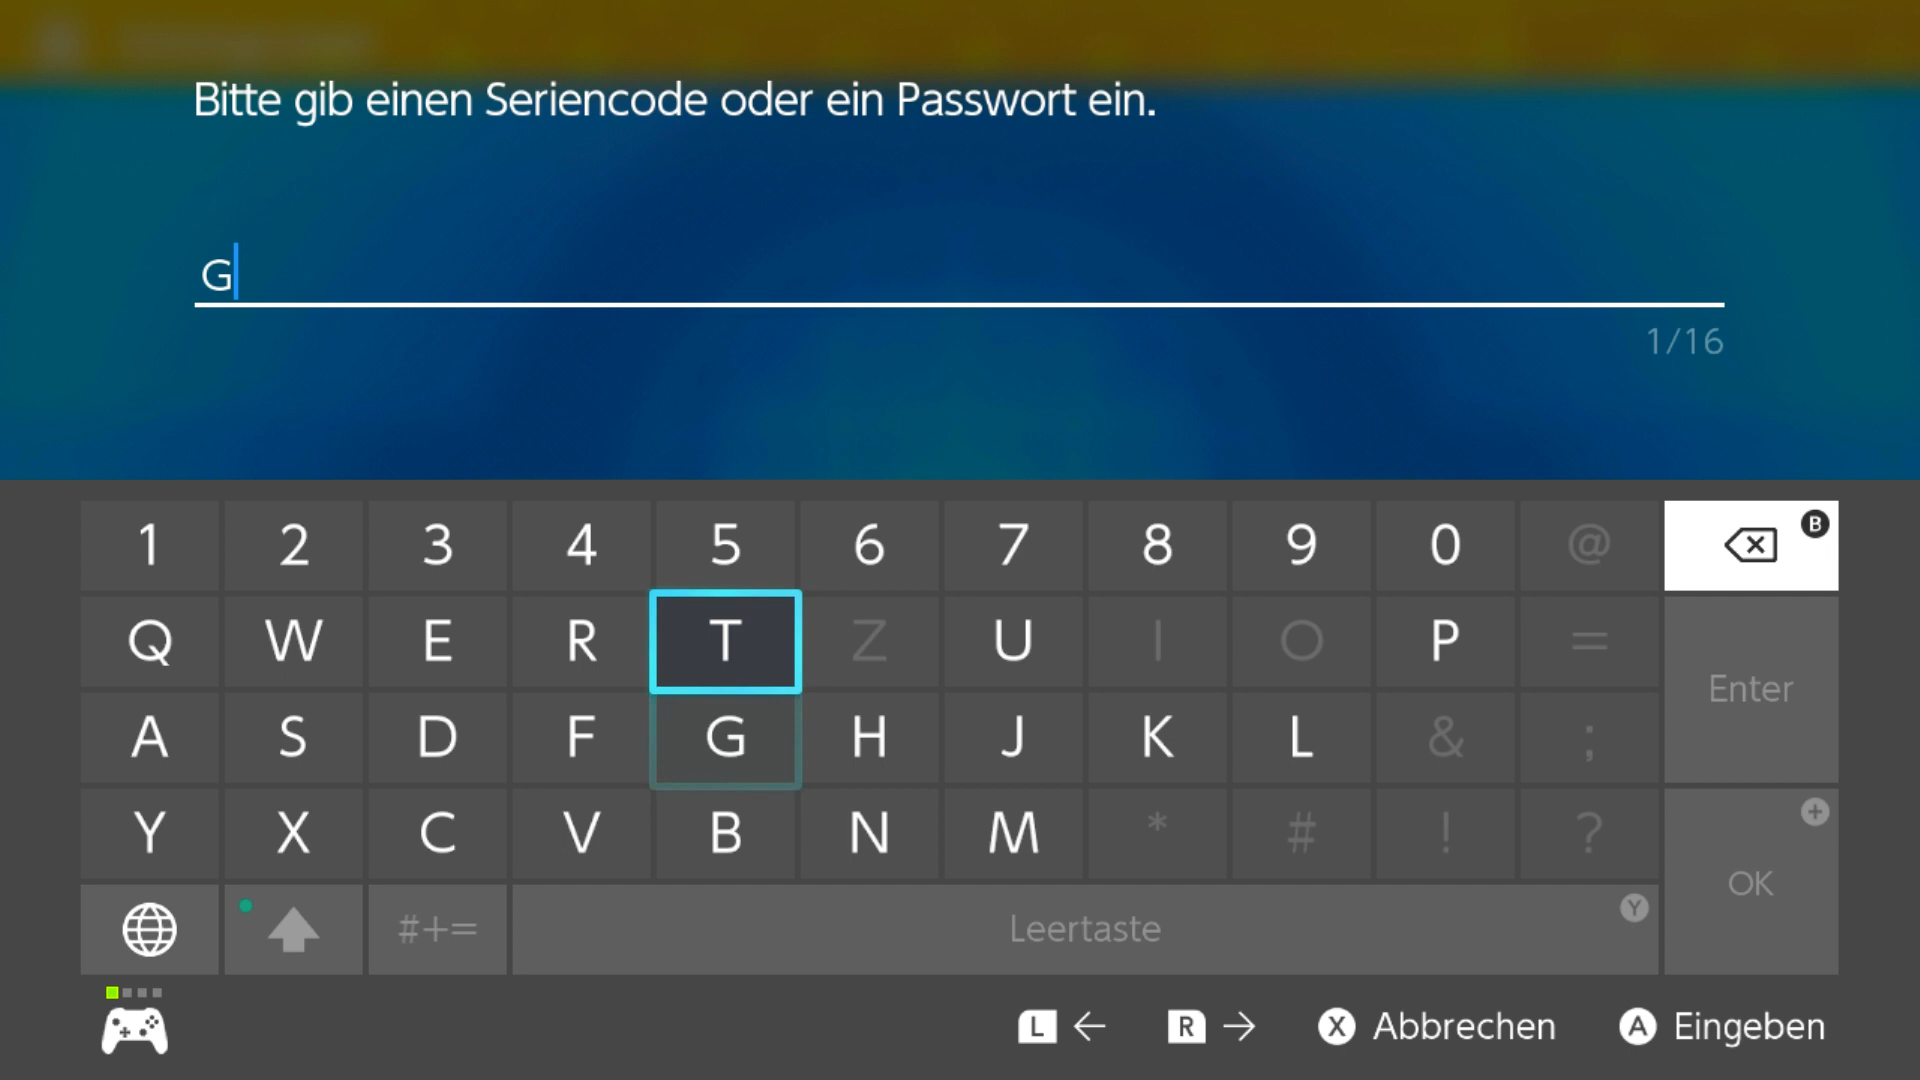 Bitte gib einen Seriencode oder ein Passwort ein.
G
1/16
1 2 3 4 5 6 7 8 9 0 @ B
Q W E R T Z U I O P =
Enter
A S D F G H J K L & ;
Y X C V B N M * # ! ? +
OK
#+= Leertaste Y
L ← R → X Abbrechen A Eingeben